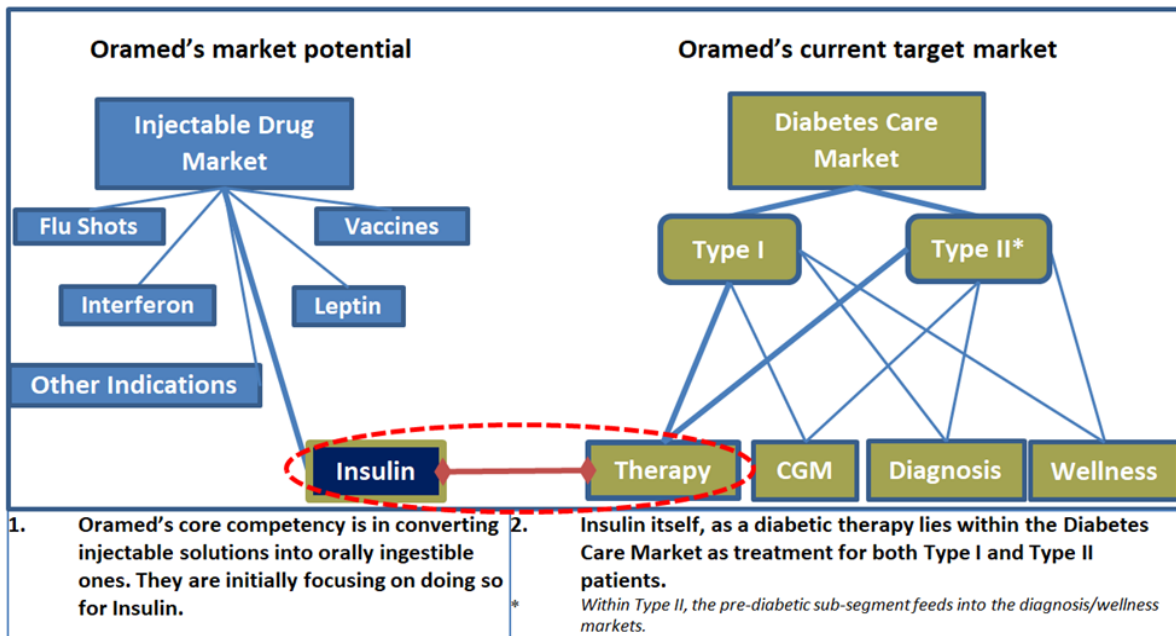 Oramed's market potential
Oramed's current target market
Injectable Drug
Market
Diabetes Care
Market
Flu Shots
Vaccines
Type I
Type II*
Interferon
Leptin
Other Indications
Insulin
Therapy
CGM
Diagnosis
Wellness
1. Oramed's core competency is in converting
injectable solutions into orally ingestible
ones. They are initially focusing on doing so
for Insulin.
2. Insulin itself, as a diabetic therapy lies within the Diabetes
Care Market as treatment for both Type I and Type II
patients.
* Within Type II, the pre-diabetic sub-segment feeds into the diagnosis/wellness
markets.